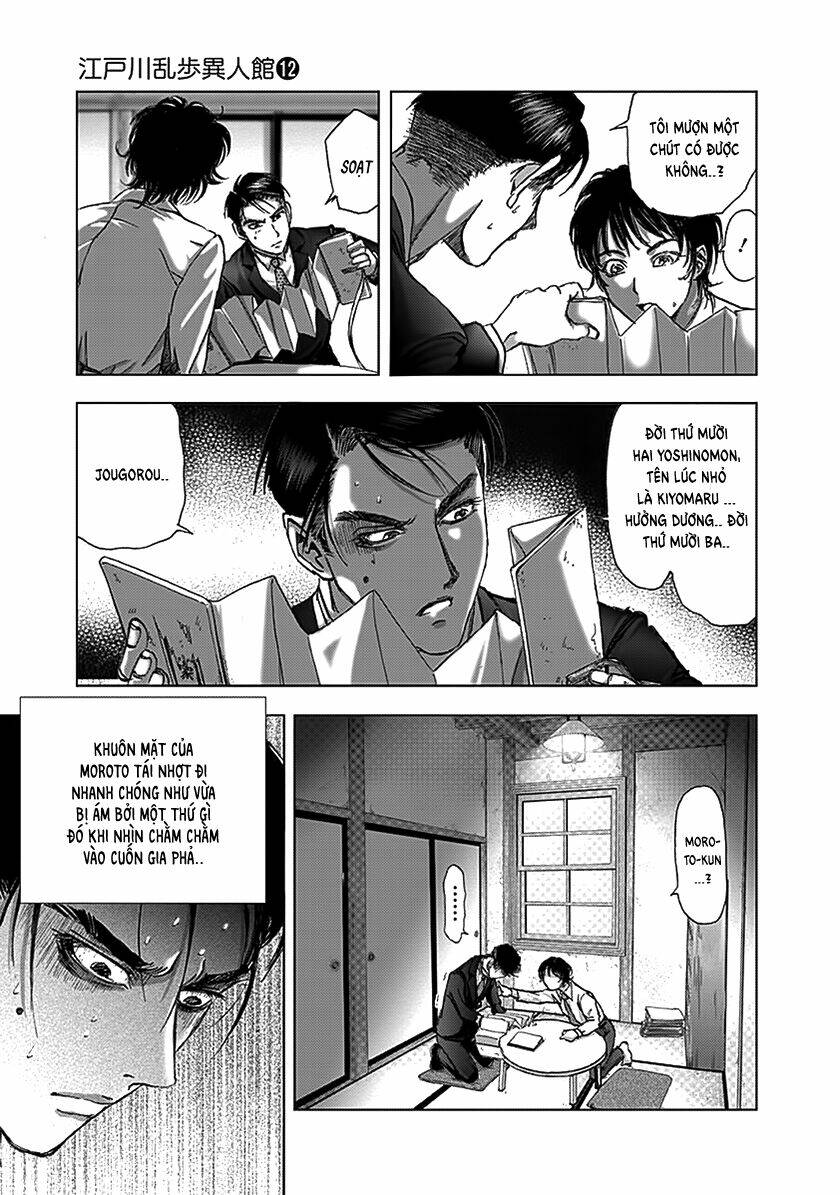 江戸川乱歩異人館⓬
TÔI MƯỢN MỘT
CHÚT CÓ ĐƯỢC
KHÔNG..?
!
SOẠT
ĐỜI THỨ MƯỜI
HAI YOSHINOMON,
TÊN LÚC NHỎ
LÀ KIYOMARU ...
HƯỚNG DƯƠNG.. ĐỜI
THỨ MƯỜI BA..
JOUGOROU..
MORO-
TO-KUN
...?
....
KHUÔN MẶT CỦA
MOROTO TÁI NHỢT ĐI
NHANH CHÓNG NHƯ VỪA
BỊ ÁM BỞI MỘT THỨ GÌ
ĐÓ KHI NHÌN CHẰM CHẰM
VÀO CUỐN GIA PHẢ..